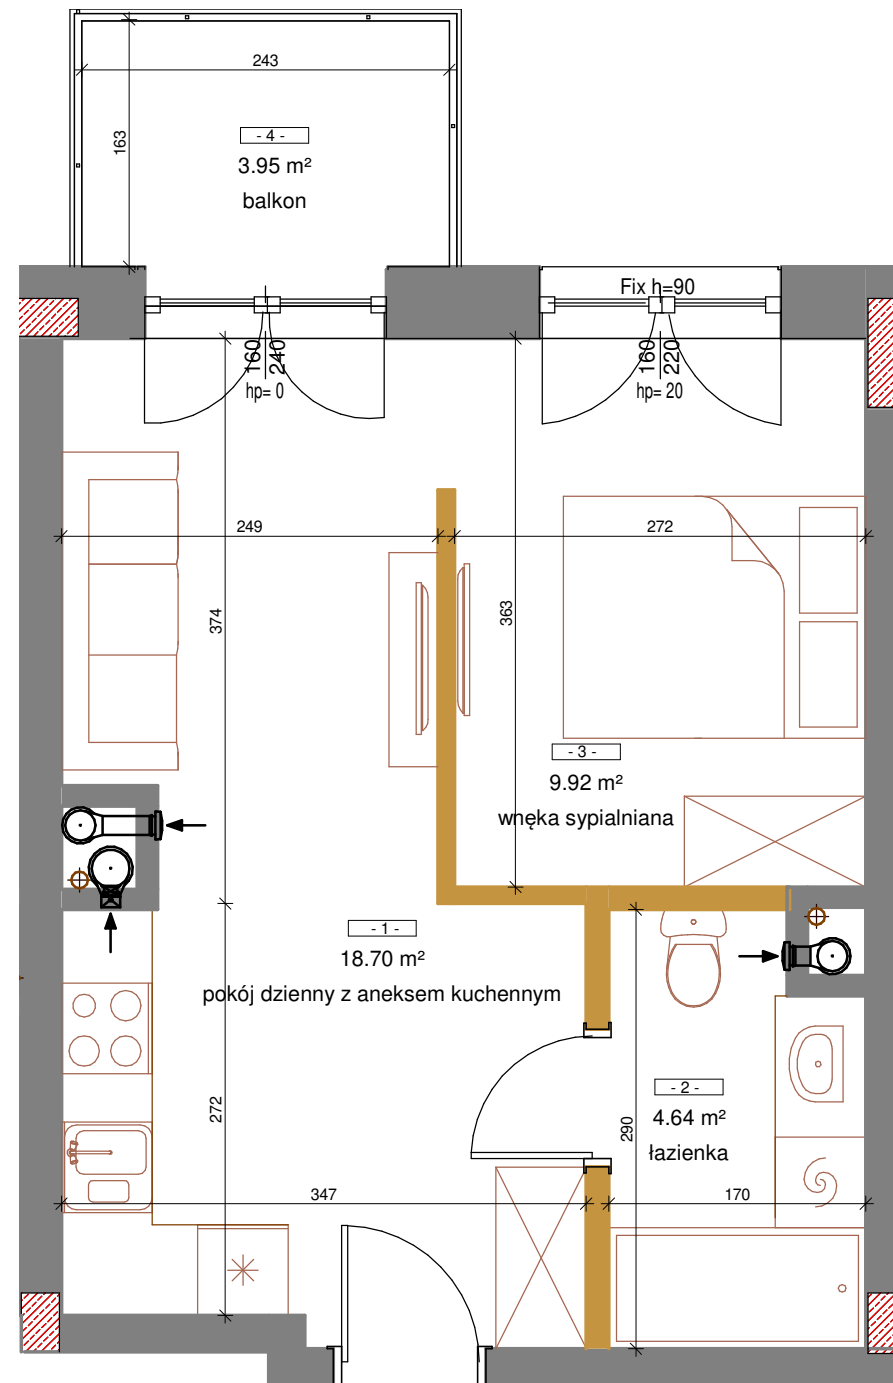 243
163
- 4 -
3.95 m²
balkon
Fix h=90
160
240
hp= 0
160
220
hp= 20
249
272
374
363
- 3 -
9.92 m²
wnęka sypialniana
- 1 -
18.70 m²
pokój dzienny z aneksem kuchennym
272
290
- 2 -
4.64 m²
łazienka
347
170